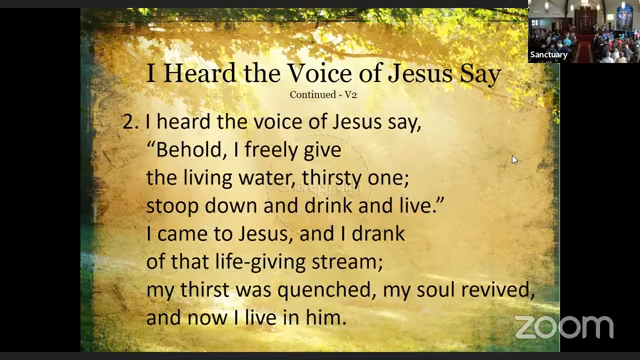 I Heard the Voice of Jesus Say
Continued - V2
2. I heard the voice of Jesus say,
“Behold, I freely give
the living water, thirsty one;
stoop down and drink and live.”
I came to Jesus, and I drank
of that life-giving stream;
my thirst was quenched, my soul revived,
and now I live in him.
Sanctuary
zoom